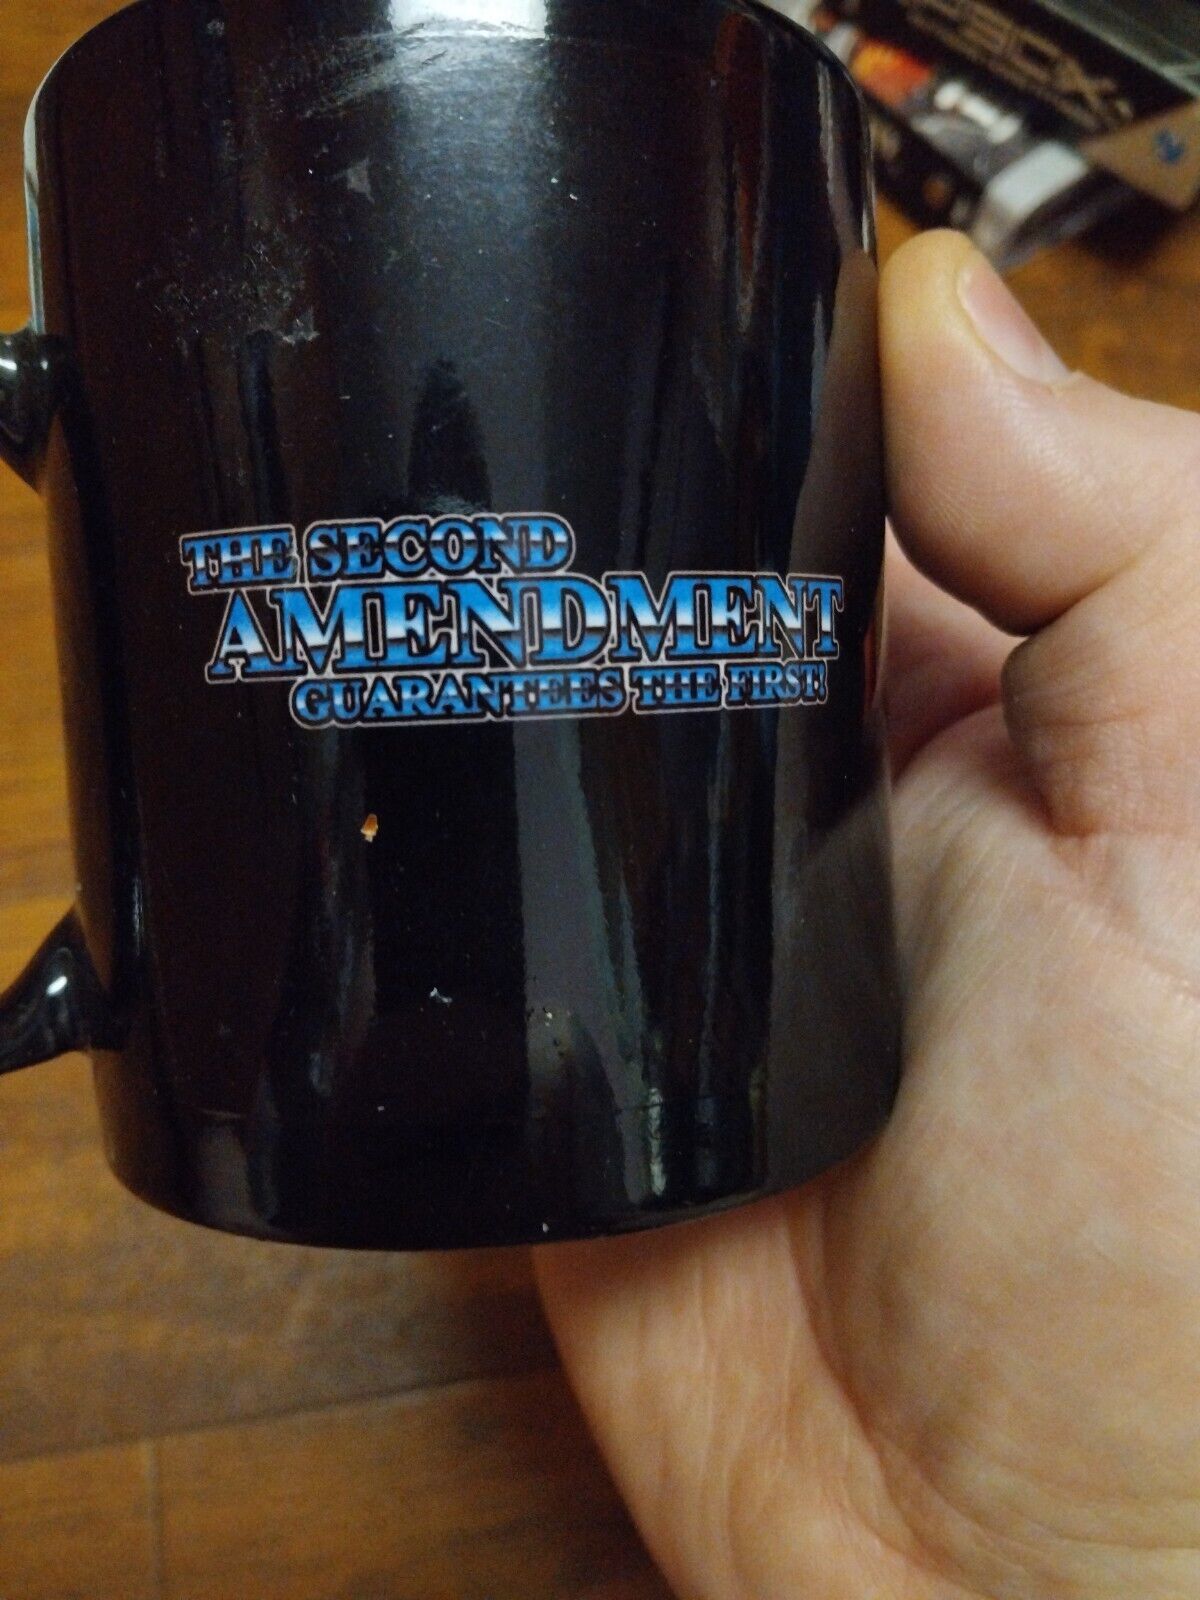 THE SECOND
AMENDMENT
GUARANTEES THE FIRST!